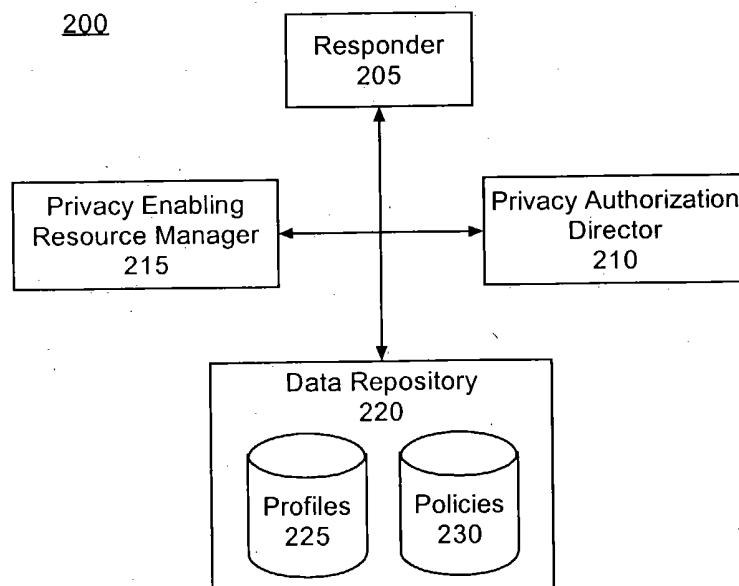 200
Responder
205
Privacy Enabling
Resource Manager
215
Privacy Authorization
Director
210
Data Repository
220
Profiles
225
Policies
230